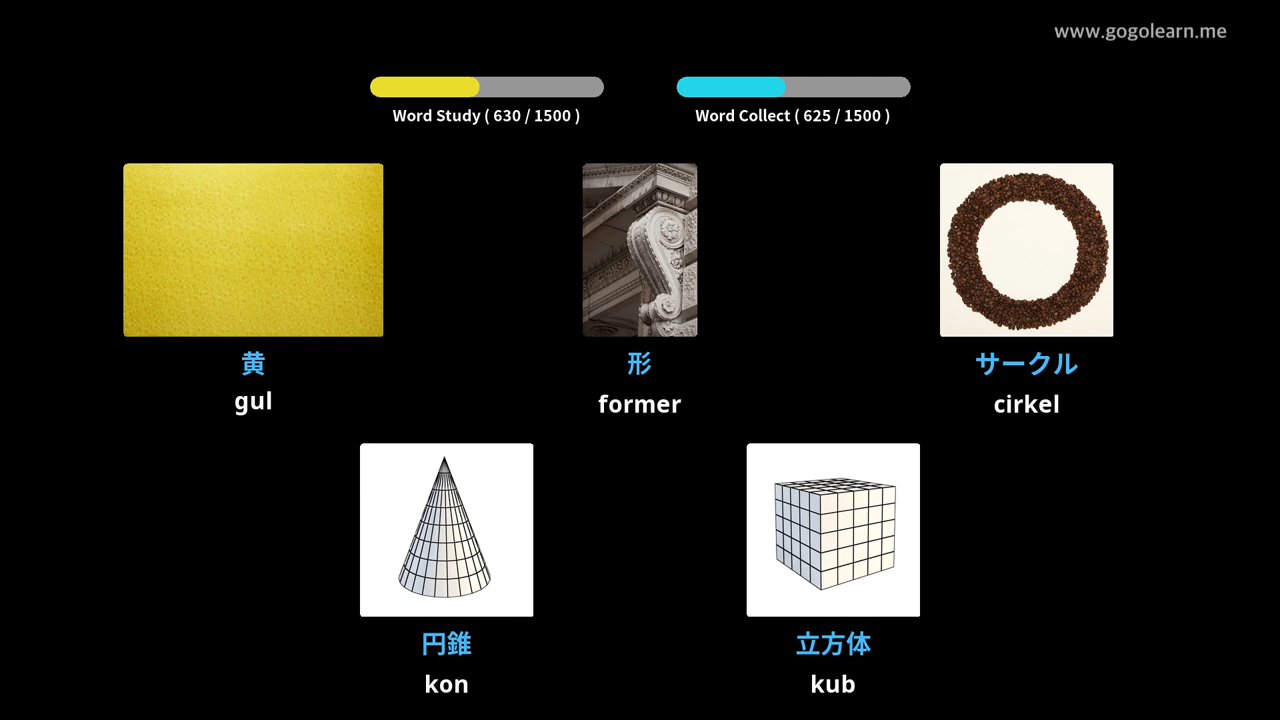 www.gogolearn.me
Word Study ( 630 / 1500 )
Word Collect ( 625 / 1500 )
黄
gul
形
former
サークル
cirkel
円錐
kon
立方体
kub